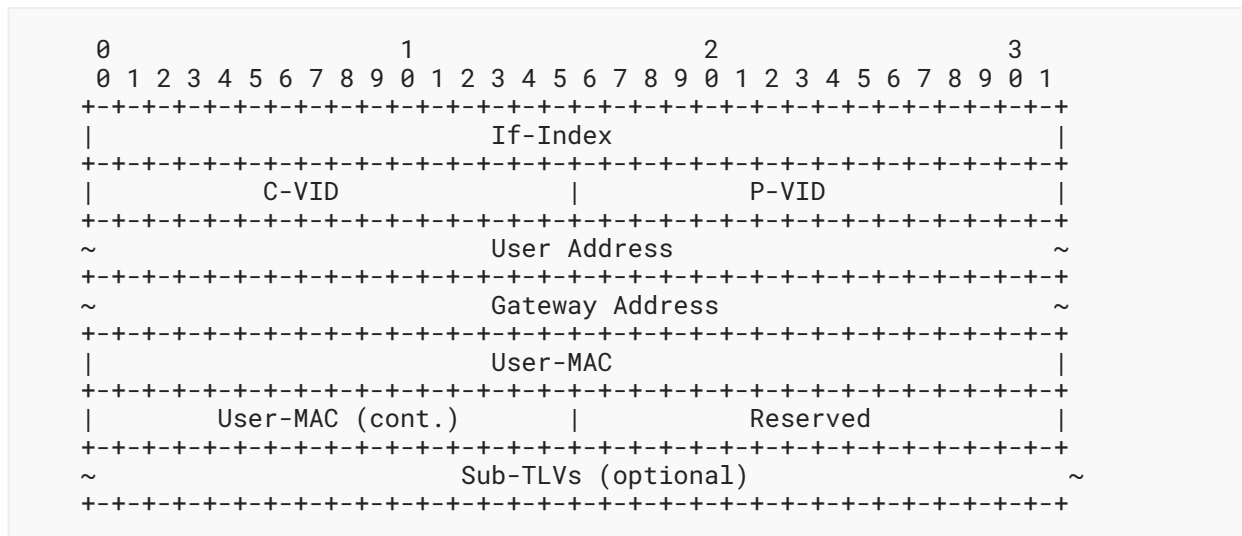 0                   1                   2                   3
 0 1 2 3 4 5 6 7 8 9 0 1 2 3 4 5 6 7 8 9 0 1 2 3 4 5 6 7 8 9 0 1
+-+-+-+-+-+-+-+-+-+-+-+-+-+-+-+-+-+-+-+-+-+-+-+-+-+-+-+-+-+-+-+-+
|                          If-Index                             |
+-+-+-+-+-+-+-+-+-+-+-+-+-+-+-+-+-+-+-+-+-+-+-+-+-+-+-+-+-+-+-+-+
|           C-VID               |           P-VID               |
+-+-+-+-+-+-+-+-+-+-+-+-+-+-+-+-+-+-+-+-+-+-+-+-+-+-+-+-+-+-+-+-+
~                          User Address                         ~
+-+-+-+-+-+-+-+-+-+-+-+-+-+-+-+-+-+-+-+-+-+-+-+-+-+-+-+-+-+-+-+-+
~                          Gateway Address                      ~
+-+-+-+-+-+-+-+-+-+-+-+-+-+-+-+-+-+-+-+-+-+-+-+-+-+-+-+-+-+-+-+-+
|                          User-MAC                             |
+-+-+-+-+-+-+-+-+-+-+-+-+-+-+-+-+-+-+-+-+-+-+-+-+-+-+-+-+-+-+-+-+
|        User-MAC (cont.)       |           Reserved            |
+-+-+-+-+-+-+-+-+-+-+-+-+-+-+-+-+-+-+-+-+-+-+-+-+-+-+-+-+-+-+-+-+
~                        Sub-TLVs (optional)                     ~
+-+-+-+-+-+-+-+-+-+-+-+-+-+-+-+-+-+-+-+-+-+-+-+-+-+-+-+-+-+-+-+-+